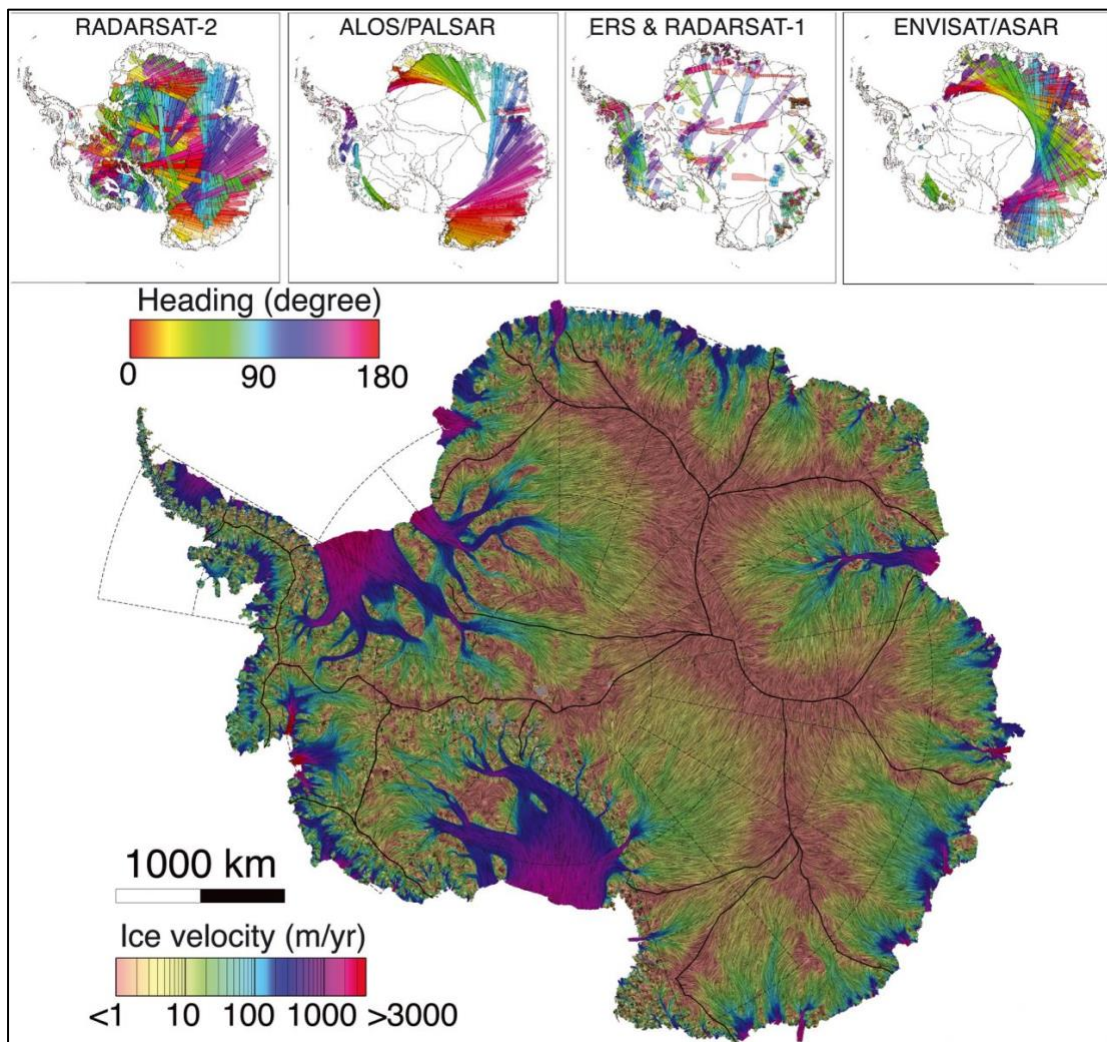 RADARSAT-2
ALOS/PALSAR
ERS & RADARSAT-1
ENVISAT/ASAR
Heading (degree)
0 90 180
1000 km
Ice velocity (m/yr)
<1 10 100 1000 >3000